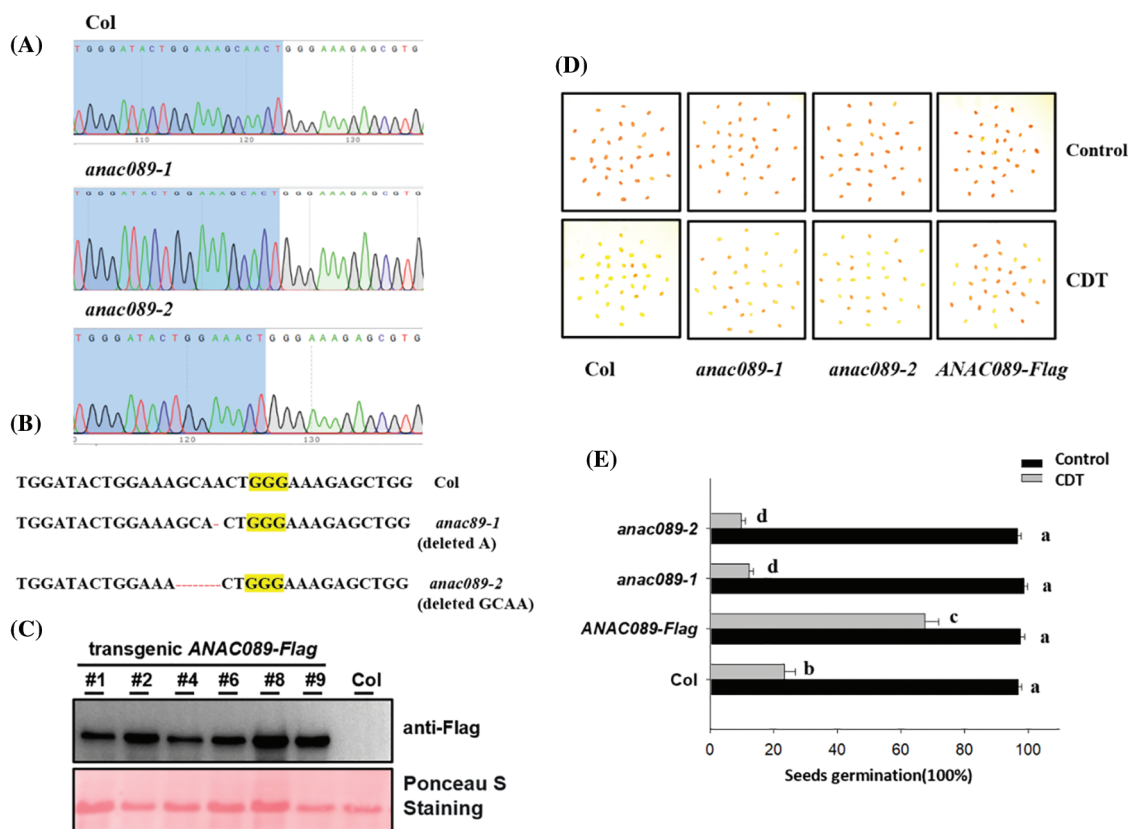 (A)
Col
T G G G A T A C T G G A A A G C A A C T G G G A A A G A G C G T G
110 120 130
anac089-1
T G G G A T A C T G G A A A G C A C T G G G A A A G A G C G T G
anac089-2
T G G G A T A C T G G A A A C T G G G A A A G A G C G T G
120 130
(B)
TGGATACTGGAAAGCAACTGGGAAAGAGCTGG Col
TGGATACTGGAAAGCA- CTGGGAAAGAGCTGG anac89-1
(deleted A)
TGGATACTGGAAA-------CTGGGAAAGAGCTGG anac089-2
(deleted GCAA)
(C)
transgenic ANAC089-Flag
#1 #2 #4 #6 #8 #9 Col
anti-Flag
Ponceau S
Staining
(D)
Control
CDT
Col anac089-1 anac089-2 ANAC089-Flag
(E)
Control
CDT
anac089-2 d a
anac089-1 d a
ANAC089-Flag c a
Col b a
0 20 40 60 80 100
Seeds germination(100%)